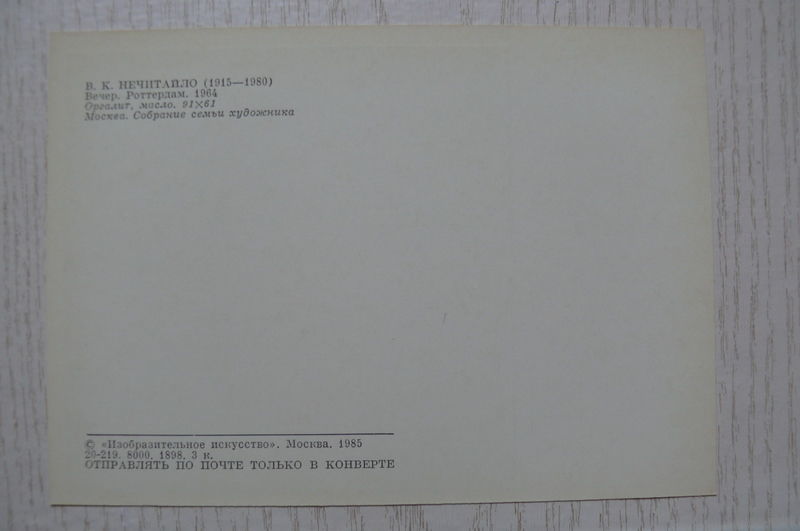 В. К. НЕЧИТАЙЛО (1915—1980)
Вечер. Роттердам. 1964
Оргалит, масло. 91×61
Москва. Собрание семьи художника
© «Изобразительное искусство». Москва. 1985
20-219. 8000. 1898. 3 к.
ОТПРАВЛЯТЬ ПО ПОЧТЕ ТОЛЬКО В КОНВЕРТЕ